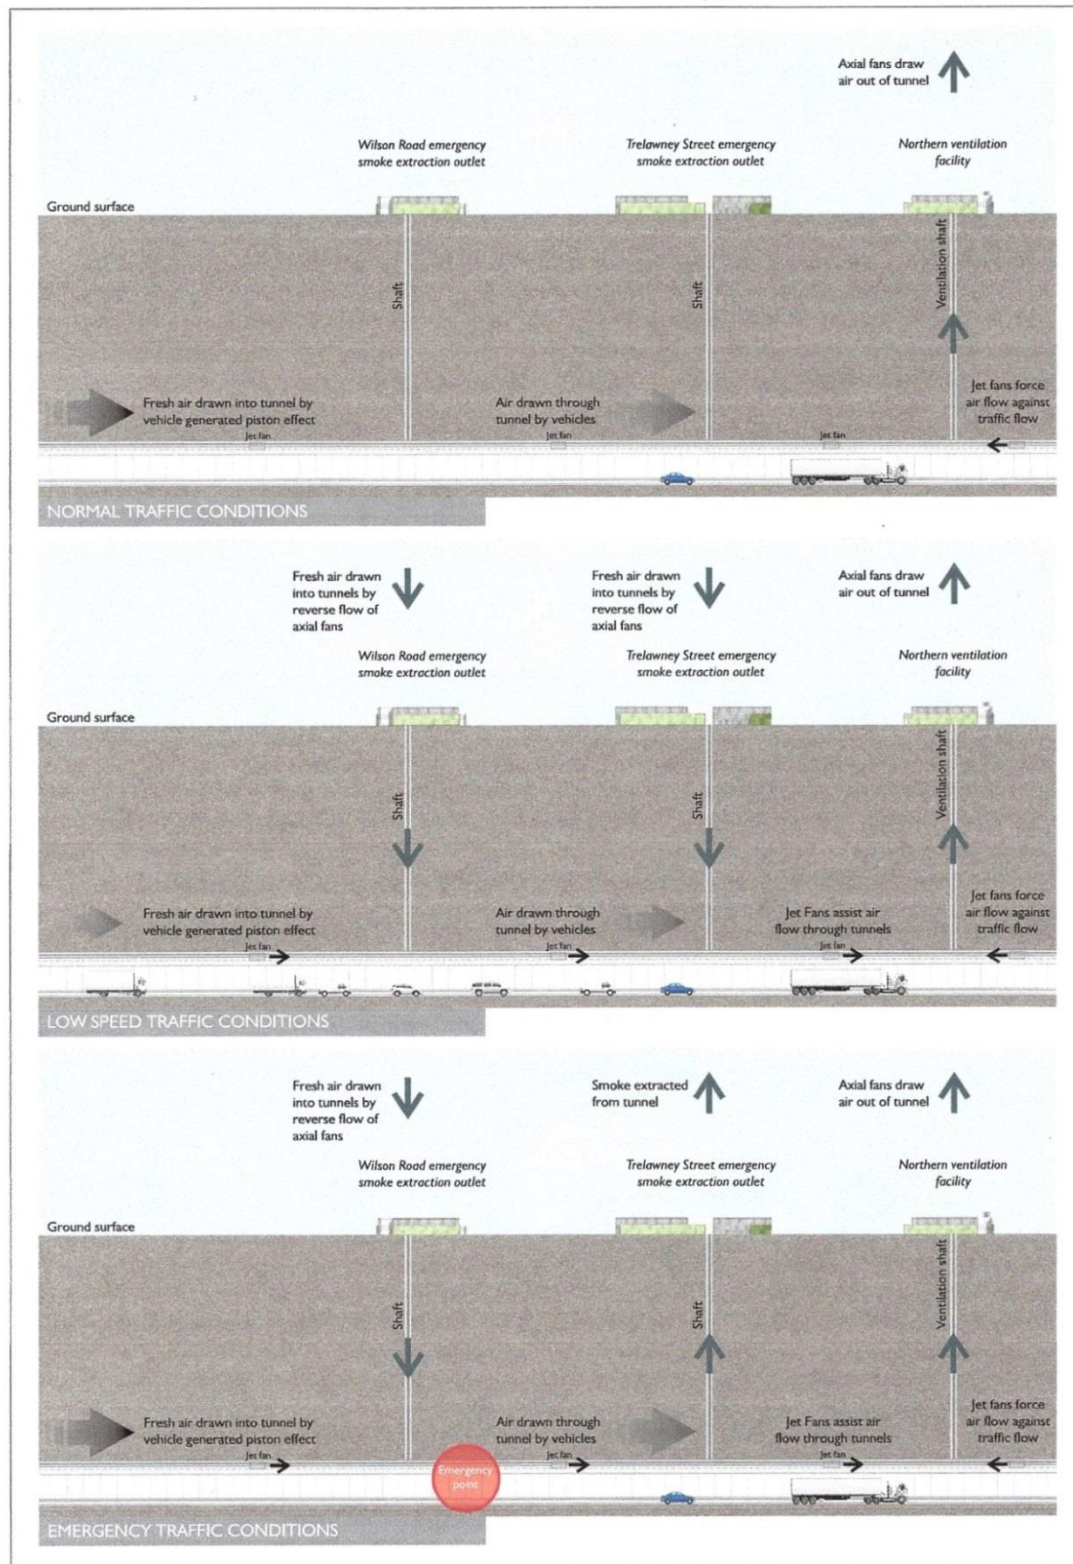 Axial fans draw
air out of tunnel
Wilson Road emergency
smoke extraction outlet
Trelawney Street emergency
smoke extraction outlet
Northern ventilation
facility
Ground surface
Shaft
Shaft
Ventilation shaft
Fresh air drawn into tunnel by
vehicle generated piston effect
Air drawn through
tunnel by vehicles
Jet fans force
air flow against
traffic flow
Jet fan
Jet fan
Jet fan
NORMAL TRAFFIC CONDITIONS
Fresh air drawn
into tunnels by
reverse flow of
axial fans
Fresh air drawn
into tunnels by
reverse flow of
axial fans
Axial fans draw
air out of tunnel
Wilson Road emergency
smoke extraction outlet
Trelawney Street emergency
smoke extraction outlet
Northern ventilation
facility
Ground surface
Shaft
Shaft
Ventilation shaft
Fresh air drawn into tunnel by
vehicle generated piston effect
Air drawn through
tunnel by vehicles
Jet Fans assist air
flow through tunnels
Jet fans force
air flow against
traffic flow
Jet fan
Jet fan
Jet fan
LOW SPEED TRAFFIC CONDITIONS
Fresh air drawn
into tunnels by
reverse flow of
axial fans
Smoke extracted
from tunnel
Axial fans draw
air out of tunnel
Wilson Road emergency
smoke extraction outlet
Trelawney Street emergency
smoke extraction outlet
Northern ventilation
facility
Ground surface
Shaft
Shaft
Ventilation shaft
Fresh air drawn into tunnel by
vehicle generated piston effect
Air drawn through
tunnel by vehicles
Jet Fans assist air
flow through tunnels
Jet fans force
air flow against
traffic flow
Jet fan
Jet fan
Jet fan
Emergency
point
EMERGENCY TRAFFIC CONDITIONS